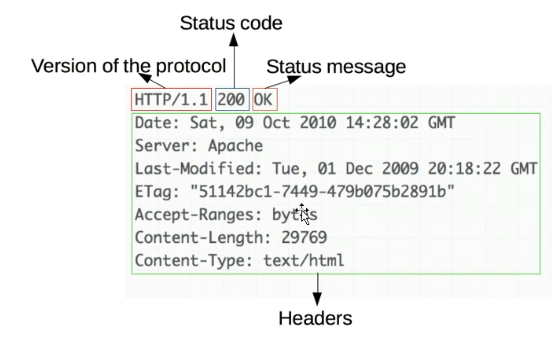 Status code
Version of the protocol Status message
HTTP/1.1 200 OK
Date: Sat, 09 Oct 2010 14:28:02 GMT
Server: Apache
Last-Modified: Tue, 01 Dec 2009 20:18:22 GMT
ETag: "51142bc1-7449-479b075b2891b"
Accept-Ranges: bytes
Content-Length: 29769
Content-Type: text/html
Headers